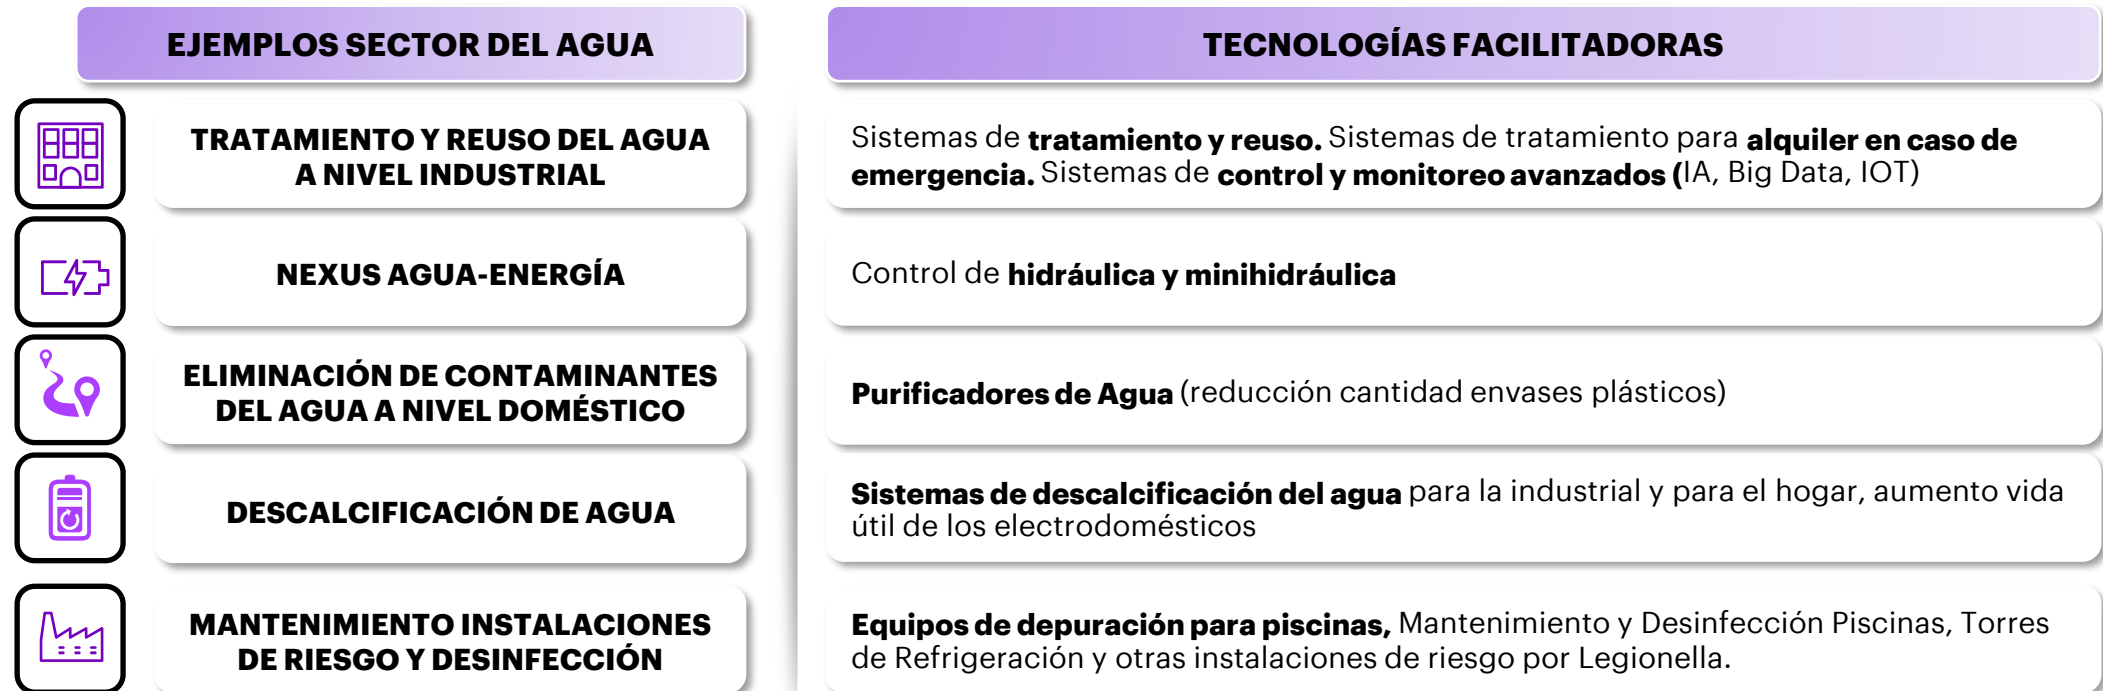 EJEMPLOS SECTOR DEL AGUA
TECNOLOGÍAS FACILITADORAS
TRATAMIENTO Y REUSO DEL AGUA
A NIVEL INDUSTRIAL
Sistemas de tratamiento y reuso. Sistemas de tratamiento para alquiler en caso de
emergencia. Sistemas de control y monitoreo avanzados (IA, Big Data, IOT)
NEXUS AGUA-ENERGÍA
Control de hidráulica y minihidráulica
ELIMINACIÓN DE CONTAMINANTES
DEL AGUA A NIVEL DOMÉSTICO
Purificadores de Agua (reducción cantidad envases plásticos)
DESCALCIFICACIÓN DE AGUA
Sistemas de descalcificación del agua para la industrial y para el hogar, aumento vida
útil de los electrodomésticos
MANTENIMIENTO INSTALACIONES
DE RIESGO Y DESINFECCIÓN
Equipos de depuración para piscinas, Mantenimiento y Desinfección Piscinas, Torres
de Refrigeración y otras instalaciones de riesgo por Legionella.